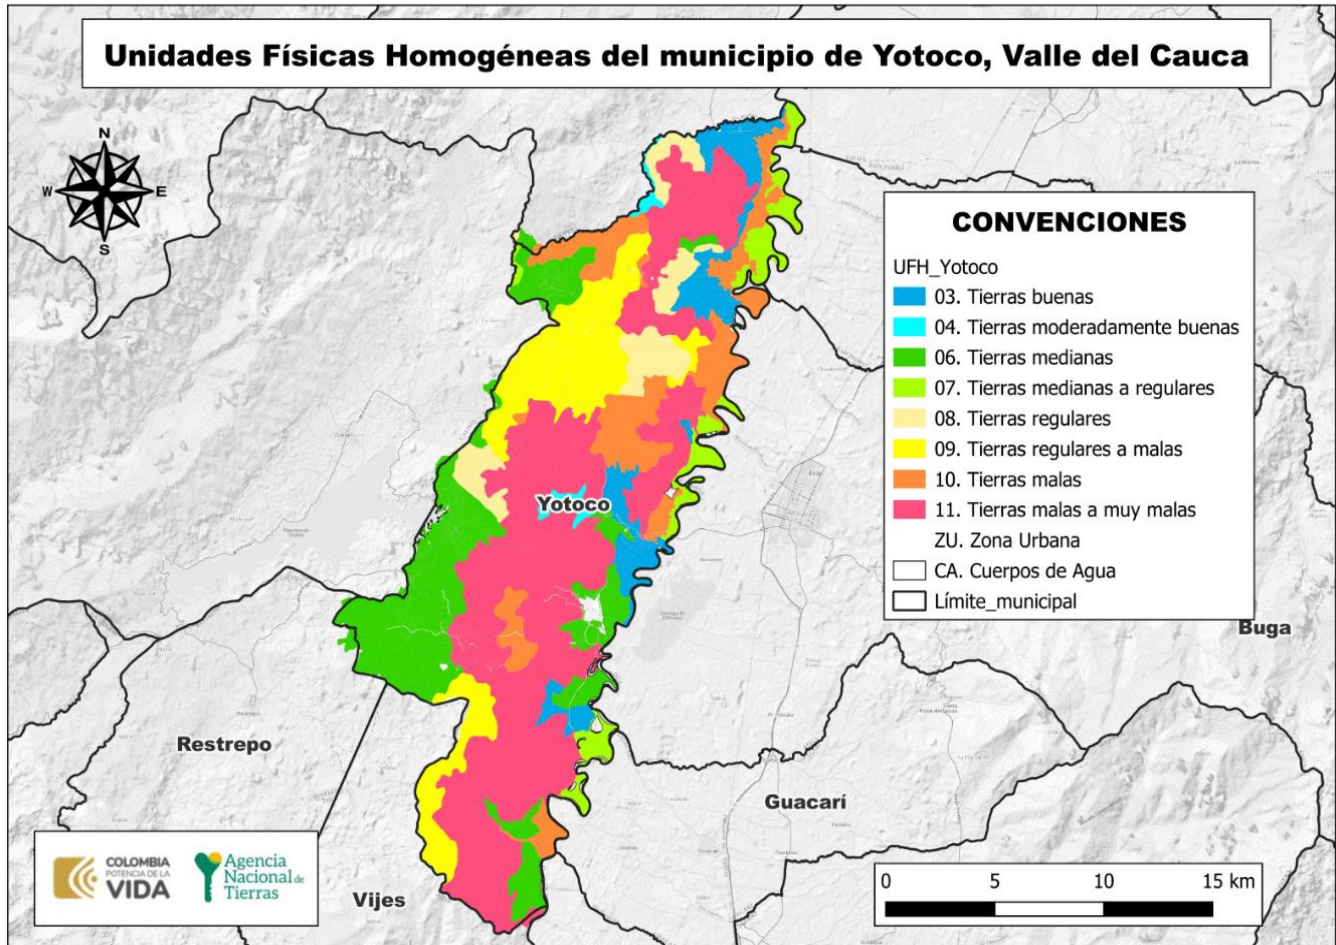 Unidades Físicas Homogéneas del municipio de Yotoco, Valle del Cauca
N
W
E
S
CONVENCIONES
UFH_Yotoco
03. Tierras buenas
04. Tierras moderadamente buenas
06. Tierras medianas
07. Tierras medianas a regulares
08. Tierras regulares
09. Tierras regulares a malas
10. Tierras malas
11. Tierras malas a muy malas
ZU. Zona Urbana
CA. Cuerpos de Agua
Límite_municipal
Yotoco
Buga
Restrepo
Guacarí
Vijes
COLOMBIA
POTENCIA DE LA
VIDA
Agencia
Nacional de
Tierras
0 5 10 15 km